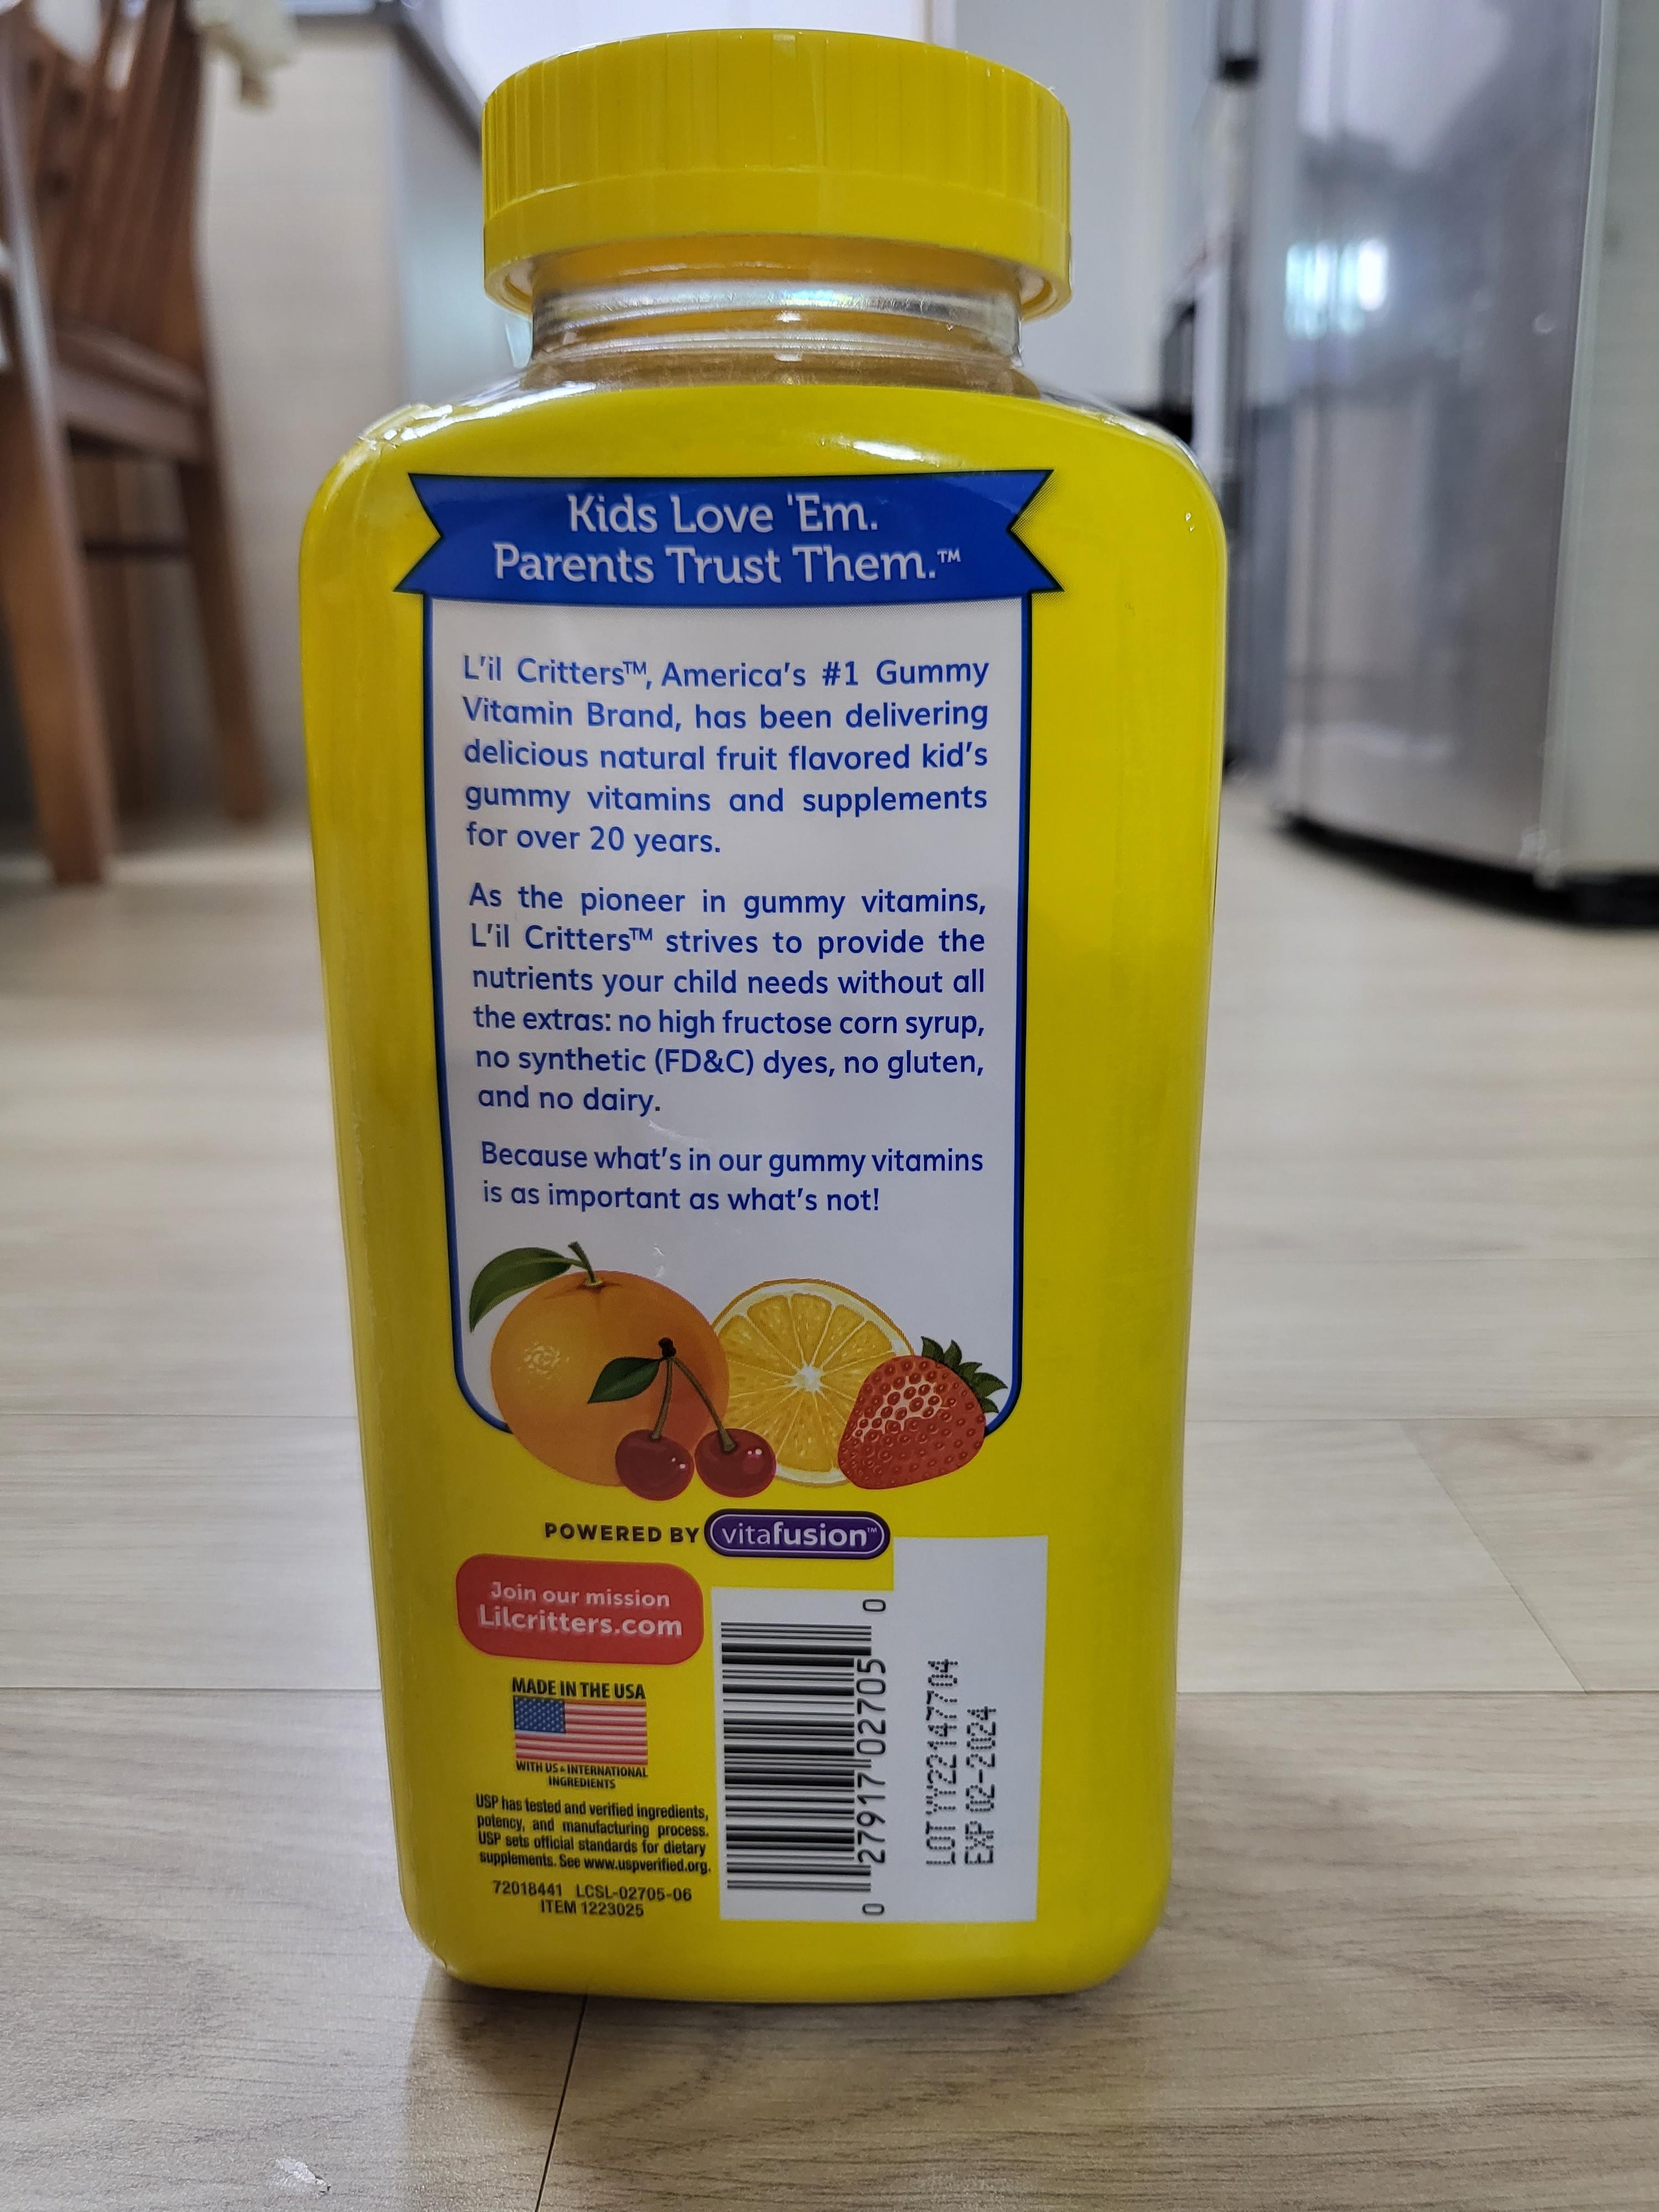 Kids Love 'Em.
Parents Trust Them.™
L'il Critters™, America's #1 Gummy
Vitamin Brand, has been delivering
delicious natural fruit flavored kid's
gummy vitamins and supplements
for over 20 years.
As the pioneer in gummy vitamins,
L'il Critters™ strives to provide the
nutrients your child needs without all
the extras: no high fructose corn syrup,
no synthetic (FD&C) dyes, no gluten,
and no dairy.
Because what's in our gummy vitamins
is as important as what's not!
POWERED BY vitafusion™
Join our mission
Lilcritters.com
MADE IN THE USA
WITH US & INTERNATIONAL
INGREDIENTS
USP has tested and verified ingredients,
potency, and manufacturing process.
USP sets official standards for dietary
supplements. See www.uspverified.org.
72018441 LCSL-02705-06
ITEM 1223025
0 27917 02705 0
LOT YY22147704
EXP 02-2024